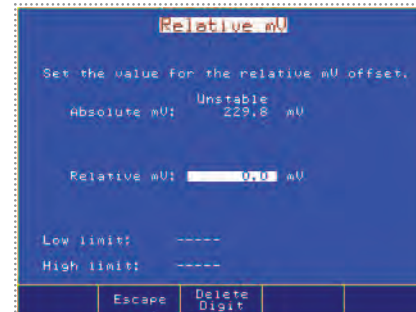 Relative mV
Set the value for the relative mV offset.
Unstable
Absolute mV: 229.8 mV
Relative mV: 0.0 mV
Low limit: -----
High limit: -----
Escape
Delete
Digit